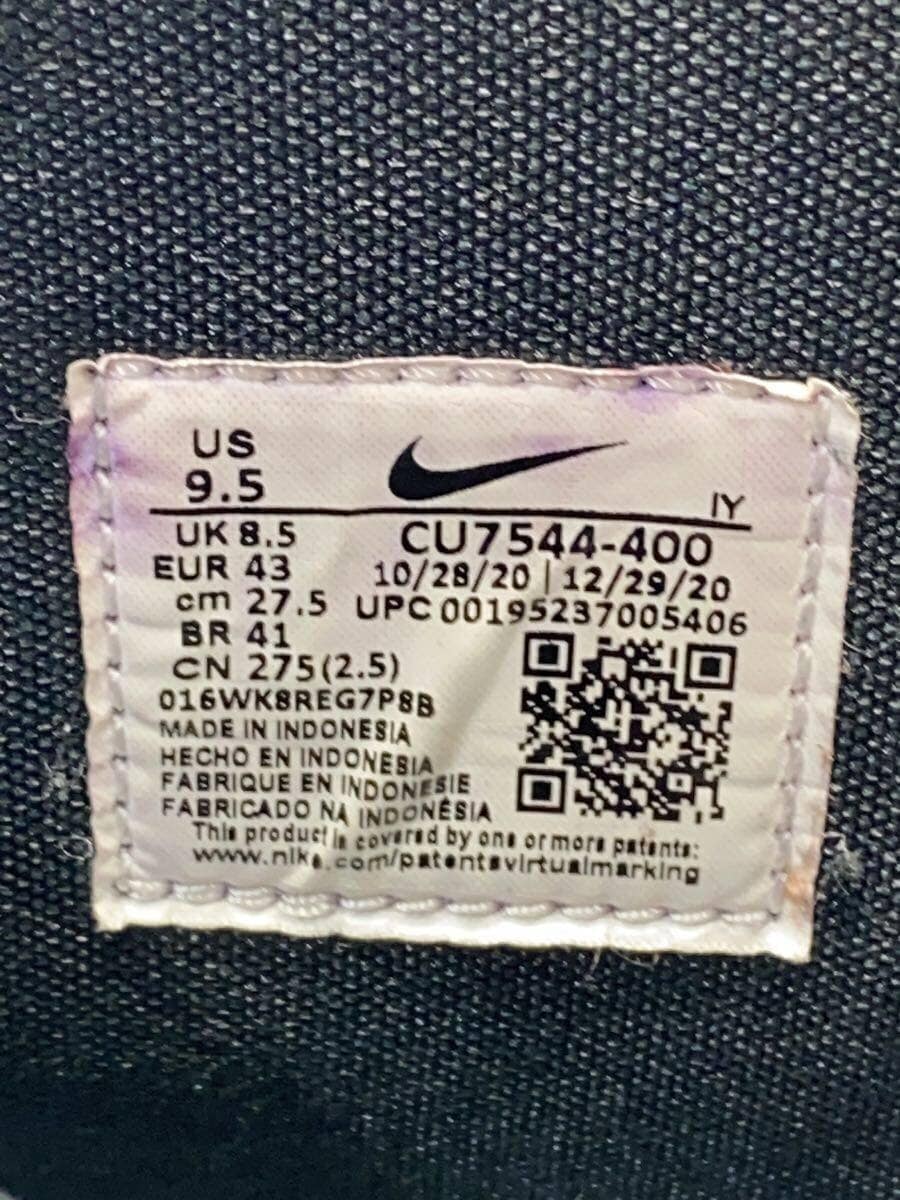 US
9.5
IY
UK 8.5
CU7544-400
EUR 43
10/28/20 | 12/29/20
cm 27.5
UPC 00195237005406
BR 41
CN 275(2.5)
016WK8REG7P8B
MADE IN INDONESIA
HECHO EN INDONESIA
FABRIQUE EN INDONESIE
FABRICADO NA INDONÉSIA
This product is covered by one or more patents:
www.nike.com/patentsvirtualmarking